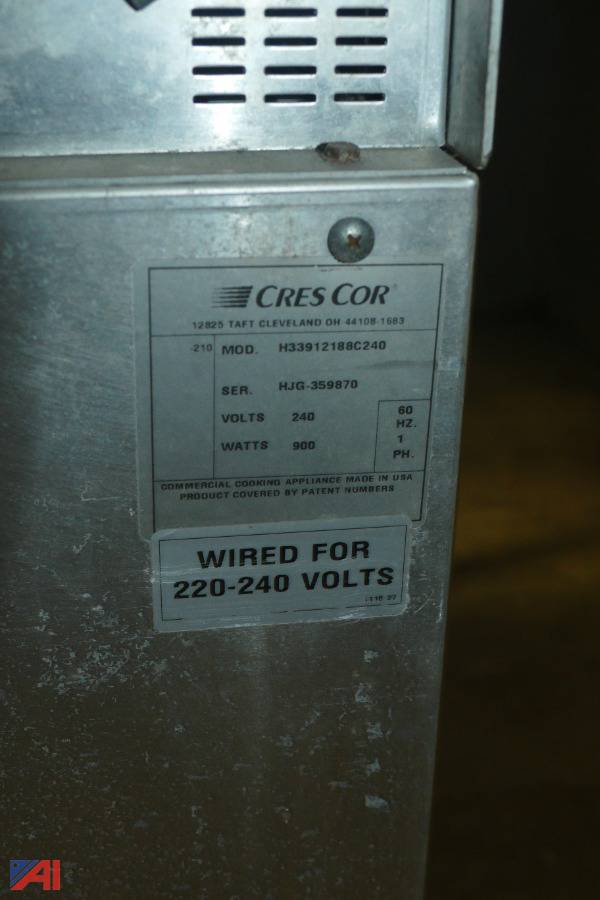 CRES COR®
12825 TAFT CLEVELAND OH 44108-1683
-210 MOD. H33912188C240
SER. HJG-359870
VOLTS 240
WATTS 900
60
HZ.
1
PH.
COMMERCIAL COOKING APPLIANCE MADE IN USA
PRODUCT COVERED BY PATENT NUMBERS
WIRED FOR
220-240 VOLTS
AI